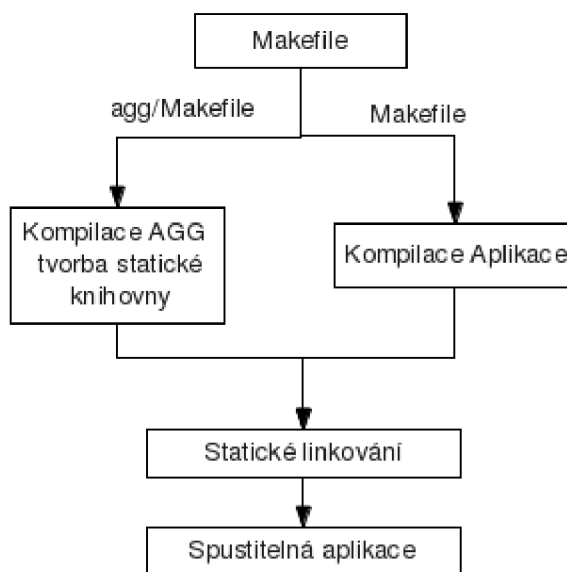 Makefile
agg/Makefile
Makefile
Kompilace AGG
tvorba statické
knihovny
Kompilace Aplikace
Statické linkování
Spustitelná aplikace